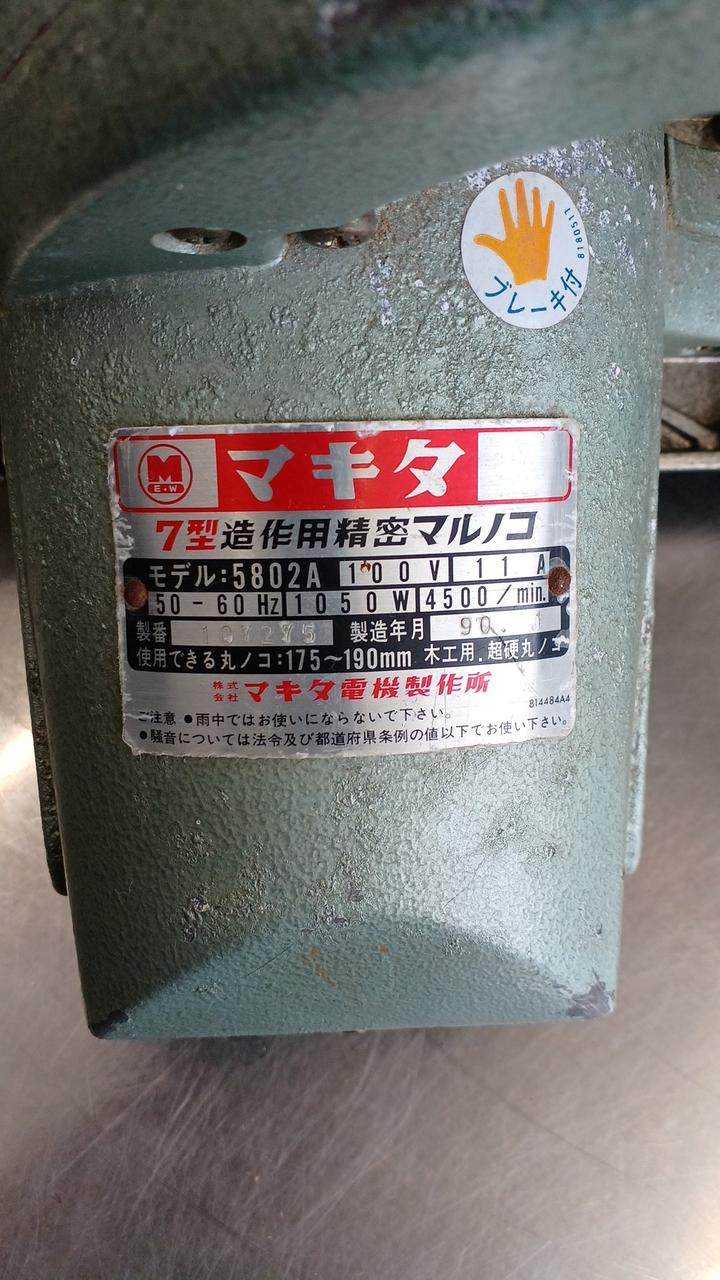 8180511
ブレーキ付
M
E・W
マキタ
7型造作用精密マルノコ
モデル:5802A 100V 11A
50-60Hz 1050W 4500/min.
製番 107275 製造年月 90. 1
使用できる丸ノコ:175～190mm 木工用.超硬丸ノコ
株式会社 マキタ電機製作所
814484A4
ご注意 ●雨中ではお使いにならないで下さい。
●騒音については法令及び都道府県条例の値以下でお使い下さい。